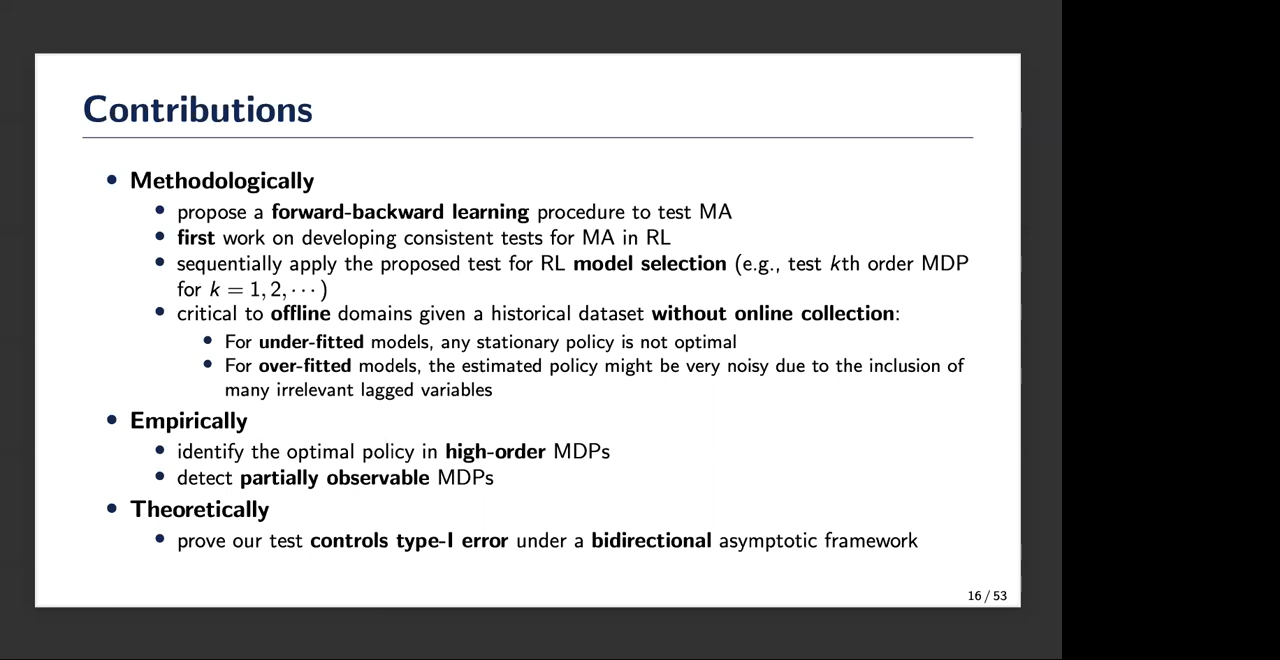 Contributions
• Methodologically
• propose a forward-backward learning procedure to test MA
• first work on developing consistent tests for MA in RL
• sequentially apply the proposed test for RL model selection (e.g., test kth order MDP
for k = 1, 2, ⋯ )
• critical to offline domains given a historical dataset without online collection:
• For under-fitted models, any stationary policy is not optimal
• For over-fitted models, the estimated policy might be very noisy due to the inclusion of
many irrelevant lagged variables
• Empirically
• identify the optimal policy in high-order MDPs
• detect partially observable MDPs
• Theoretically
• prove our test controls type-I error under a bidirectional asymptotic framework
16 / 53